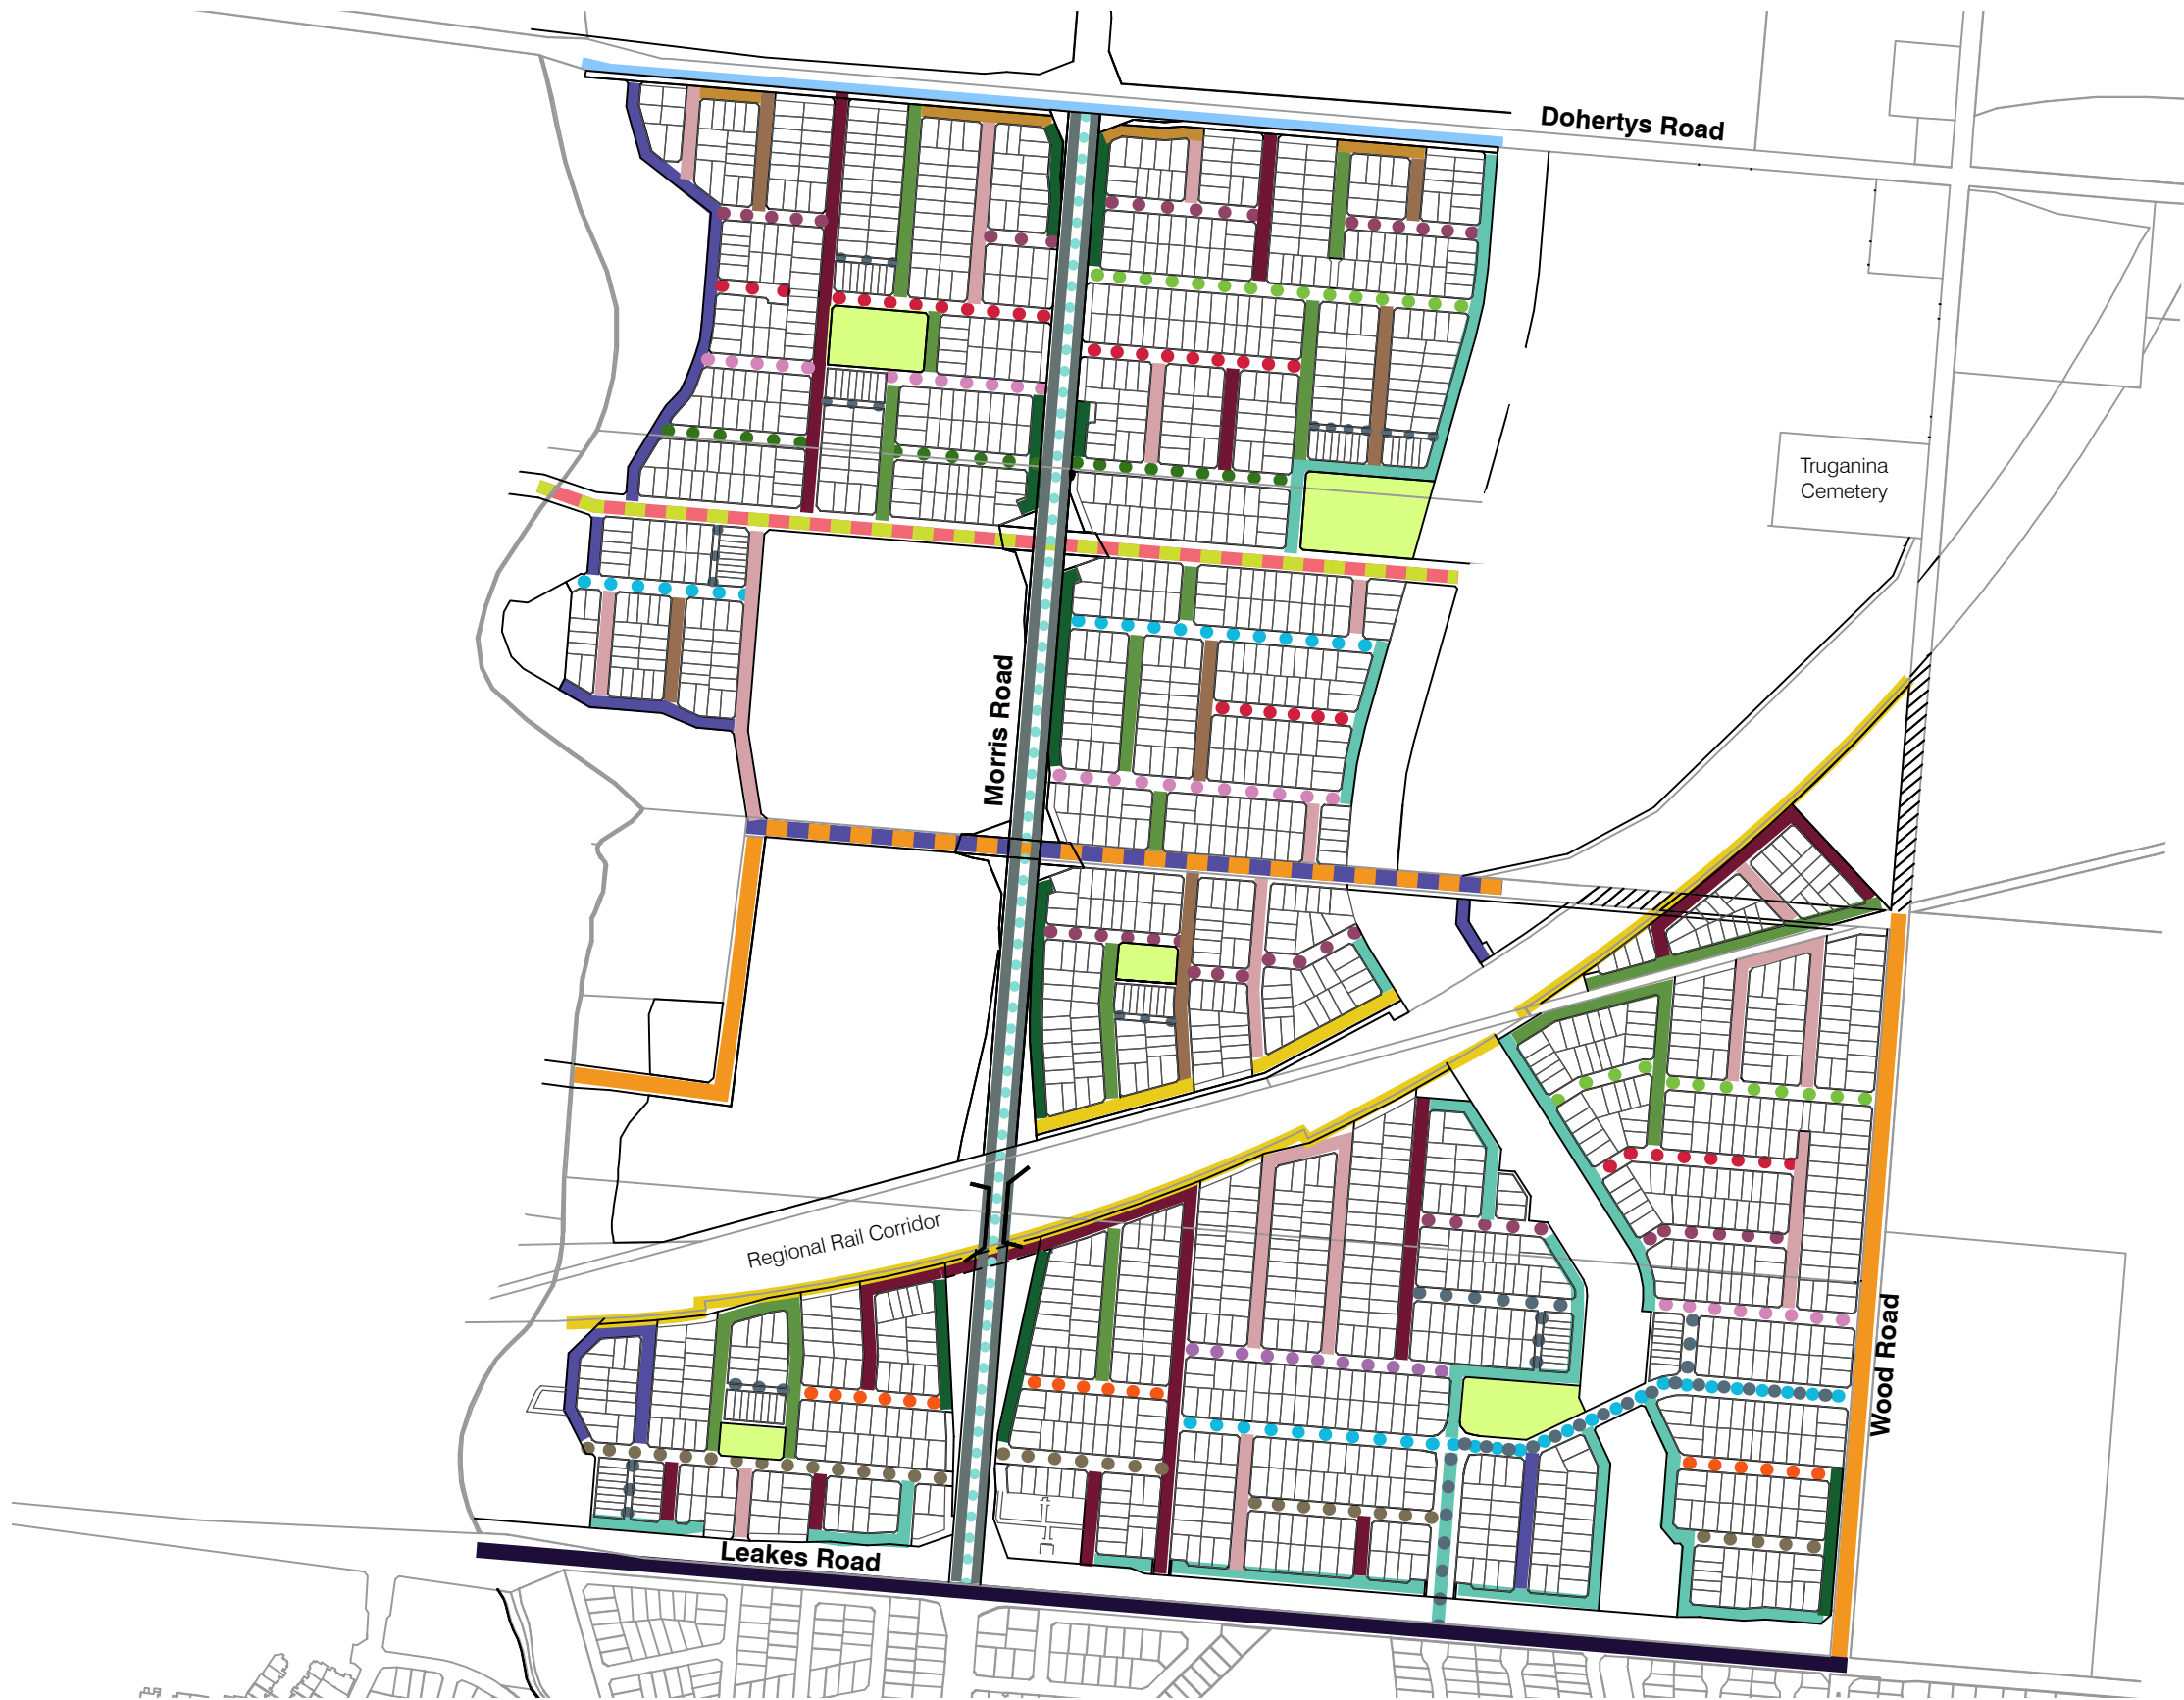 Dohertys Road
Truganina
Cemetery
Morris Road
Regional Rail Corridor
Wood Road
Leakes Road